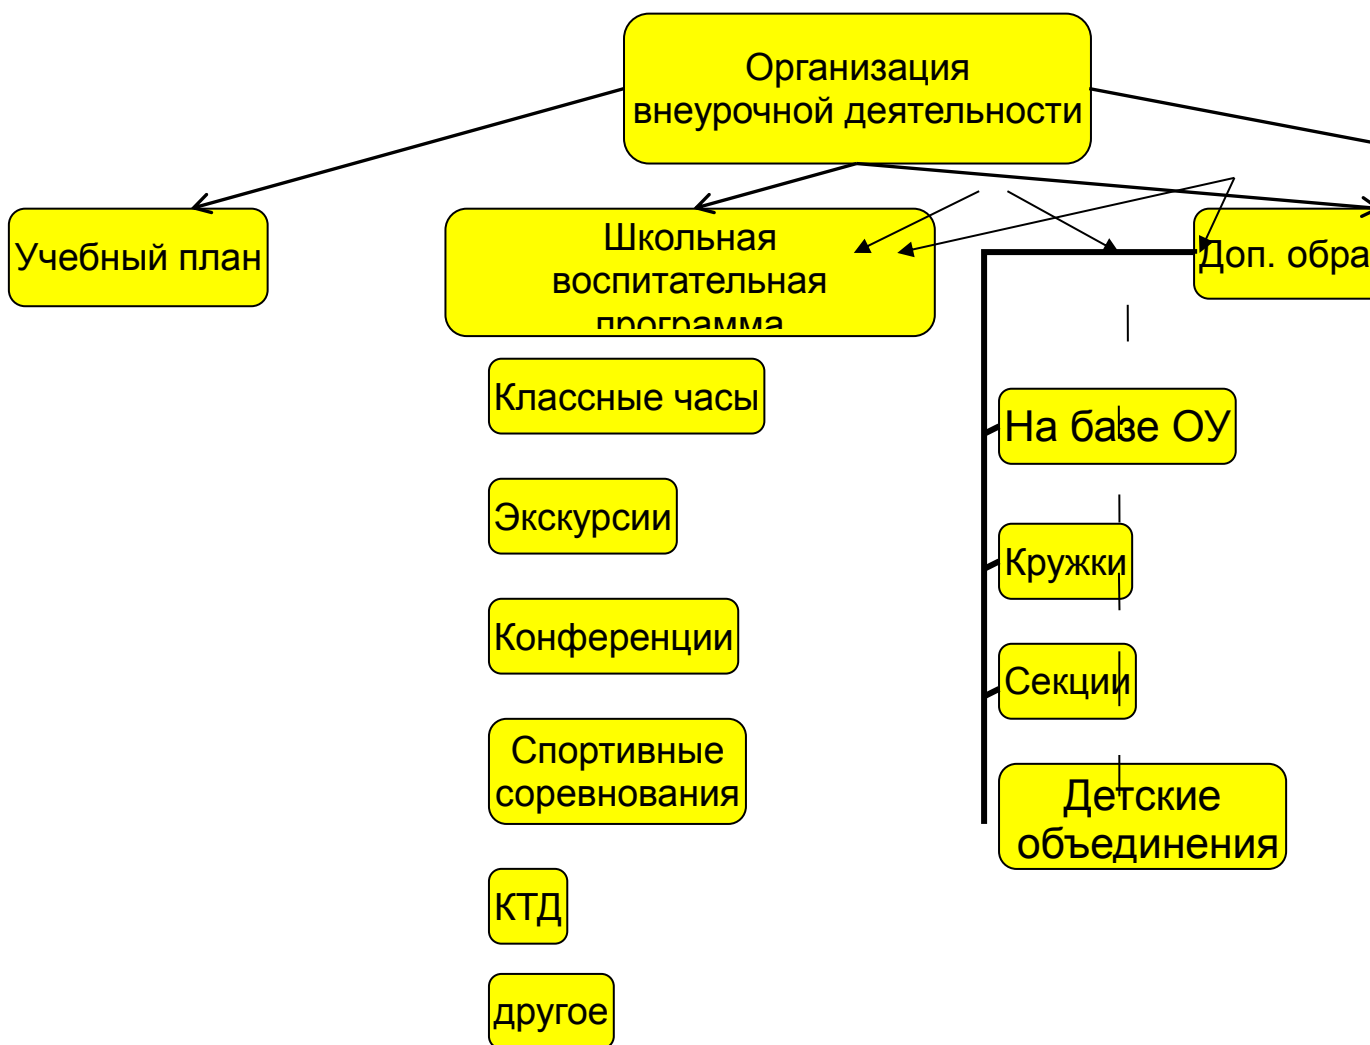 Организация
внеурочной деятельности
Учебный план
Школьная
воспитательная
программа
Доп. обра
Классные часы
Экскурсии
Конференции
Спортивные
соревнования
КТД
другое
На базе ОУ
Кружки
Секции
Детские
объединения